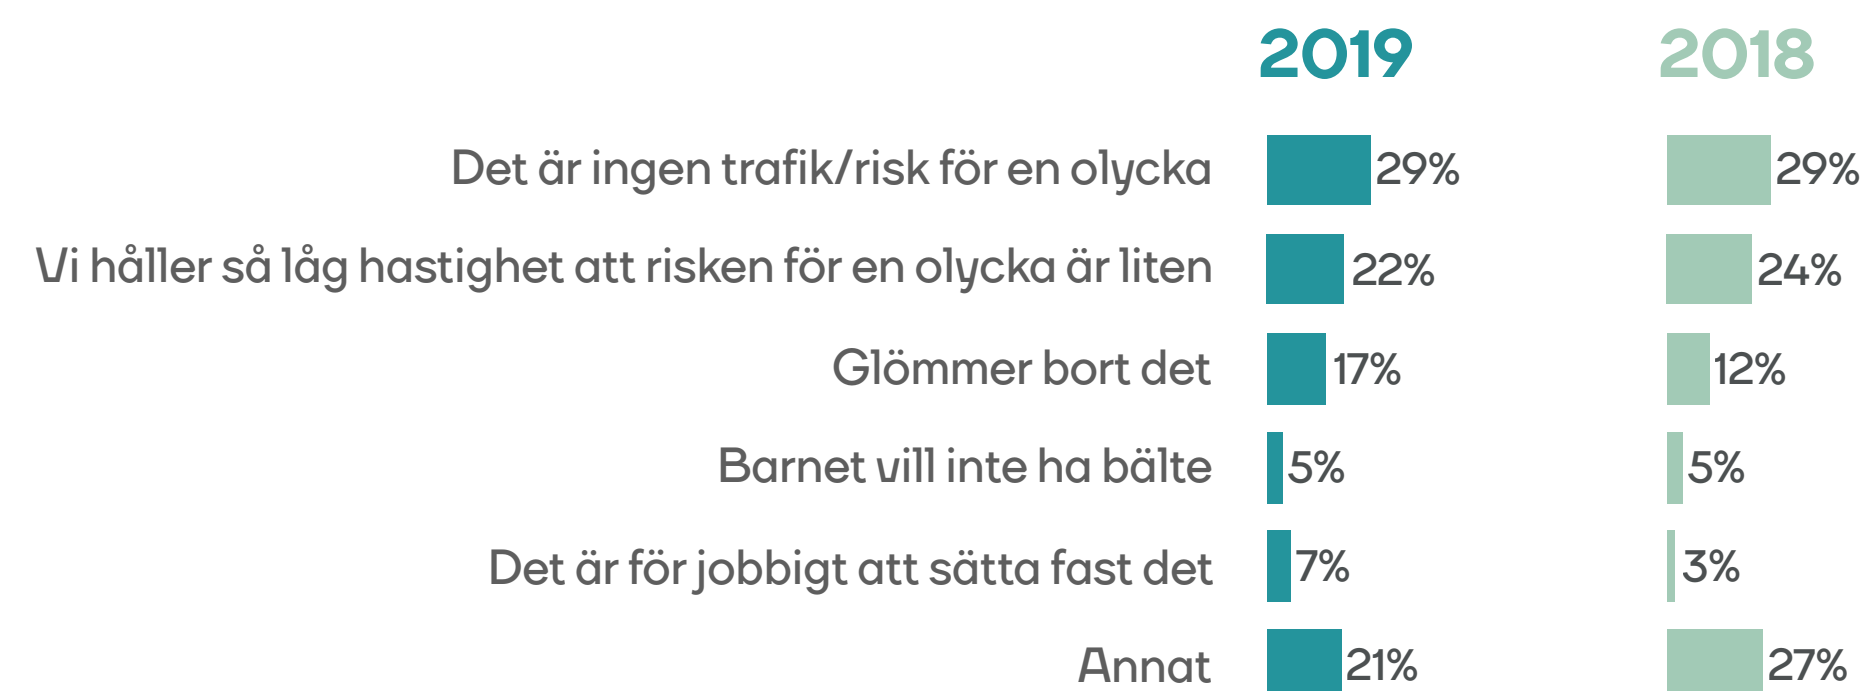 2019 2018
Det är ingen trafik/risk för en olycka 29% 29%
Vi håller så låg hastighet att risken för en olycka är liten 22% 24%
Glömmer bort det 17% 12%
Barnet vill inte ha bälte 5% 5%
Det är för jobbigt att sätta fast det 7% 3%
Annat 21% 27%